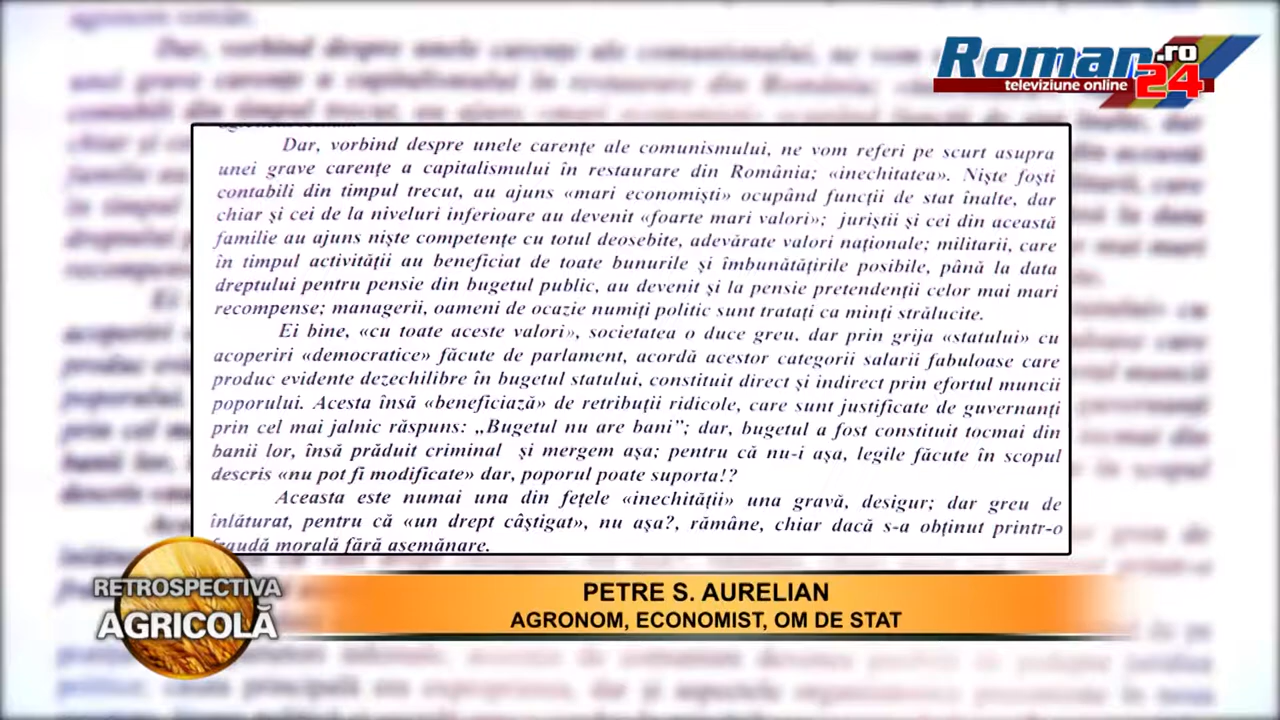 Roman24.ro
televiziune online
Dar, vorbind despre unele carențe ale comunismului, ne vom referi pe scurt asupra
unei grave carențe a capitalismului în restaurare din România; «inechitatea». Niște foști
contabili din timpul trecut, au ajuns «mari economiști» ocupând funcții de stat înalte, dar
chiar și cei de la niveluri inferioare au devenit «foarte mari valori»; juriștii și cei din această
familie au ajuns niște competențe cu totul deosebite, adevărate valori naționale; militarii, care
în timpul activității au beneficiat de toate bunurile și îmbunătățirile posibile, până la data
dreptului pentru pensie din bugetul public, au devenit și la pensie pretendenții celor mai mari
recompense; managerii, oameni de ocazie numiți politic sunt tratați ca minți strălucite.
Ei bine, «cu toate aceste valori», societatea o duce greu, dar prin grija «statului» cu
acoperiri «democratice» făcute de parlament, acordă acestor categorii salarii fabuloase care
produc evidente dezechilibre în bugetul statului, constituit direct și indirect prin efortul muncii
poporului. Acesta însă «beneficiază» de retribuții ridicole, care sunt justificate de guvernanți
prin cel mai jalnic răspuns: „Bugetul nu are bani”; dar, bugetul a fost constituit tocmai din
banii lor, însă prăduit criminal și mergem așa; pentru că nu-i așa, legile făcute în scopul
descris «nu pot fi modificate» dar, poporul poate suporta!?
Aceasta este numai una din fețele «inechității» una gravă, desigur; dar greu de
înlăturat, pentru că «un drept câștigat», nu așa?, rămâne, chiar dacă s-a obținut printr-o
fraudă morală fără asemănare.
RETROSPECTIVA
AGRICOLĂ
PETRE S. AURELIAN
AGRONOM, ECONOMIST, OM DE STAT